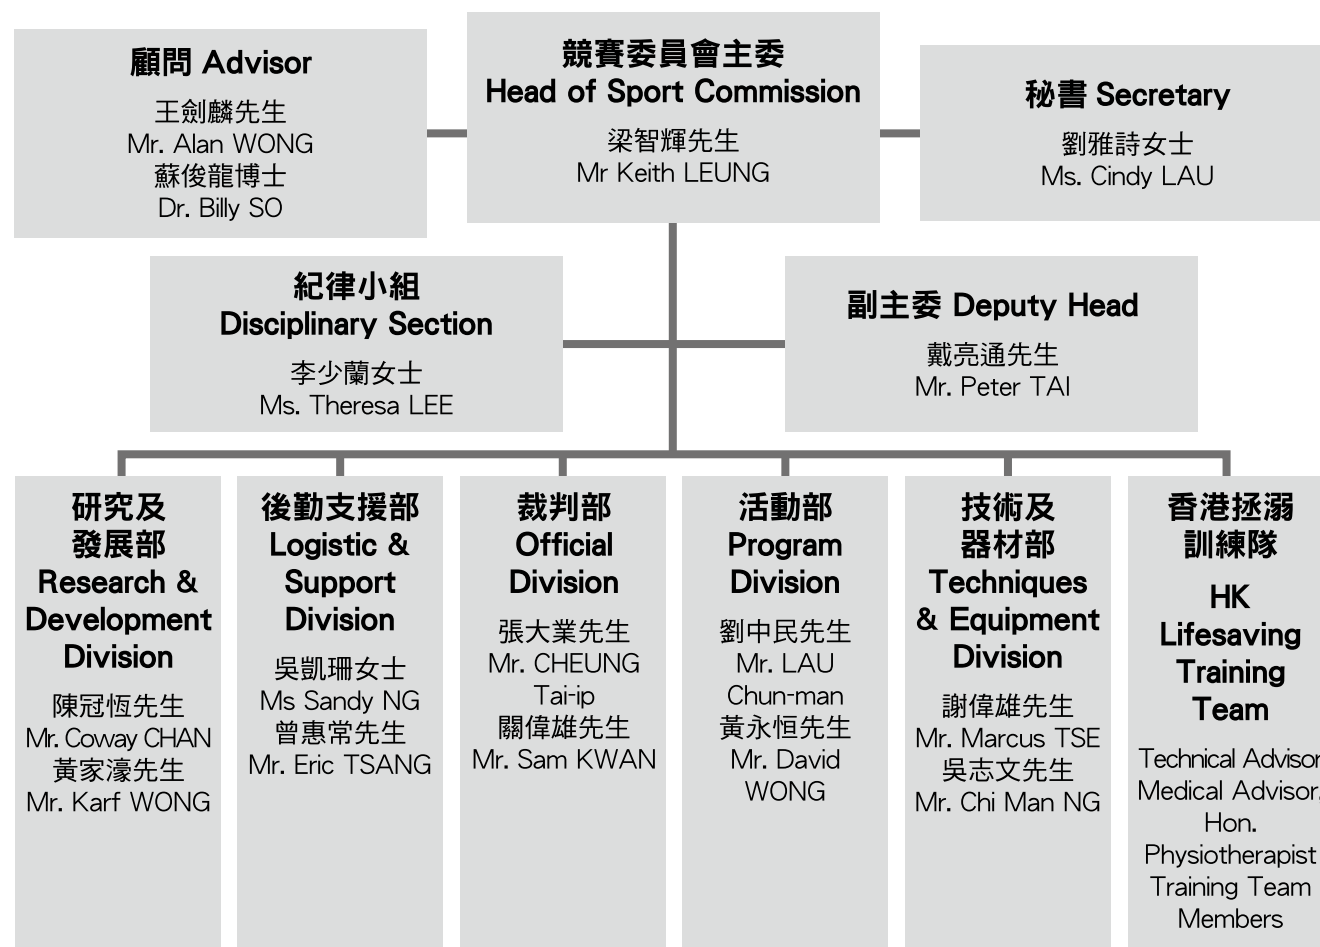 顧問 Advisor
王劍麟先生
Mr. Alan WONG
蘇俊龍博士
Dr. Billy SO
競賽委員會主委
Head of Sport Commission
梁智輝先生
Mr Keith LEUNG
秘書 Secretary
劉雅詩女士
Ms. Cindy LAU
紀律小組
Disciplinary Section
李少蘭女士
Ms. Theresa LEE
副主委 Deputy Head
戴亮通先生
Mr. Peter TAI
研究及
發展部
Research &
Development
Division
陳冠恆先生
Mr. Coway CHAN
黃家濠先生
Mr. Karf WONG
後勤支援部
Logistic &
Support
Division
吳凱珊女士
Ms Sandy NG
曾惠常先生
Mr. Eric TSANG
裁判部
Official
Division
張大業先生
Mr. CHEUNG
Tai-ip
關偉雄先生
Mr. Sam KWAN
活動部
Program
Division
劉中民先生
Mr. LAU
Chun-man
黃永恒先生
Mr. David
WONG
技術及
器材部
Techniques
& Equipment
Division
謝偉雄先生
Mr. Marcus TSE
吳志文先生
Mr. Chi Man NG
香港拯溺
訓練隊
HK
Lifesaving
Training
Team
Technical Advisor
Medical Advisor,
Hon.
Physiotherapist
Training Team
Members